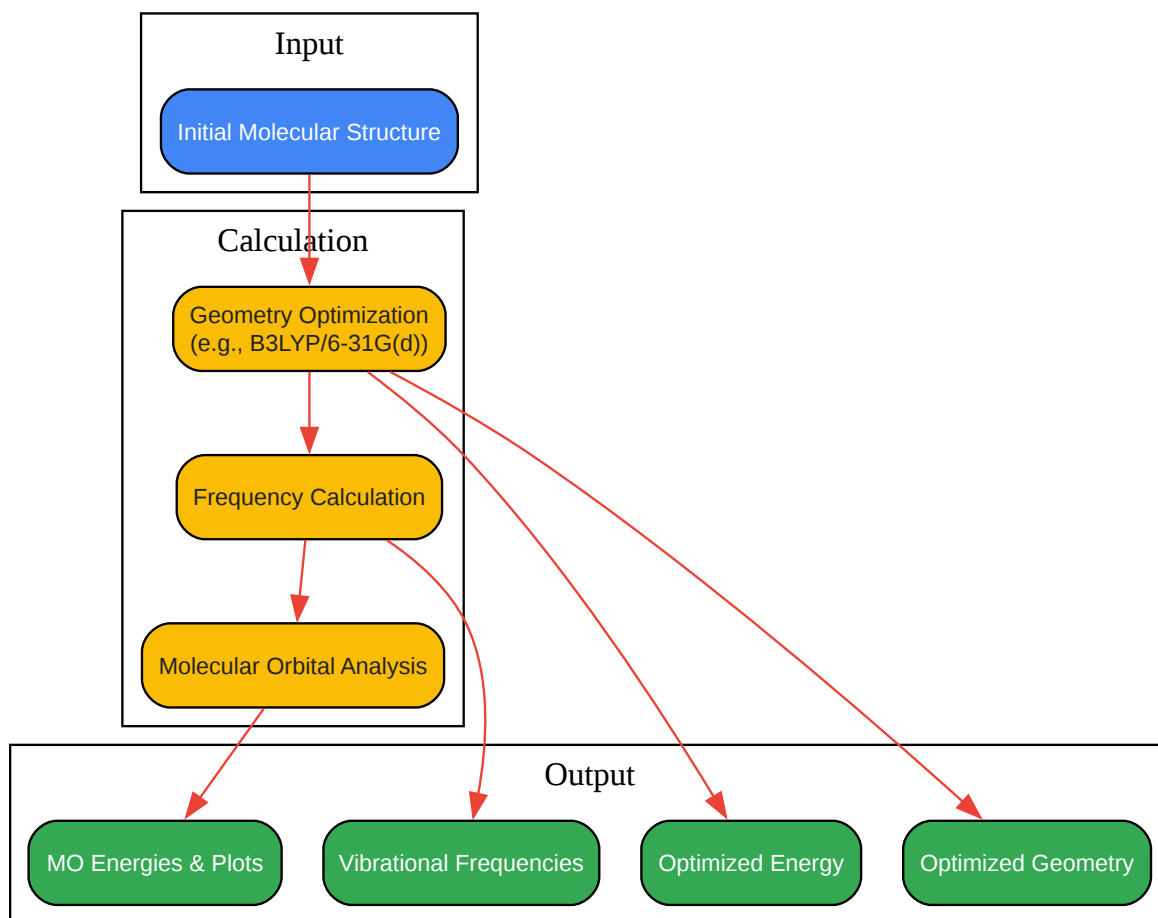 Input
Initial Molecular Structure
Calculation
Geometry Optimization
(e.g., B3LYP/6-31G(d))
Frequency Calculation
Molecular Orbital Analysis
Output
MO Energies & Plots
Vibrational Frequencies
Optimized Energy
Optimized Geometry